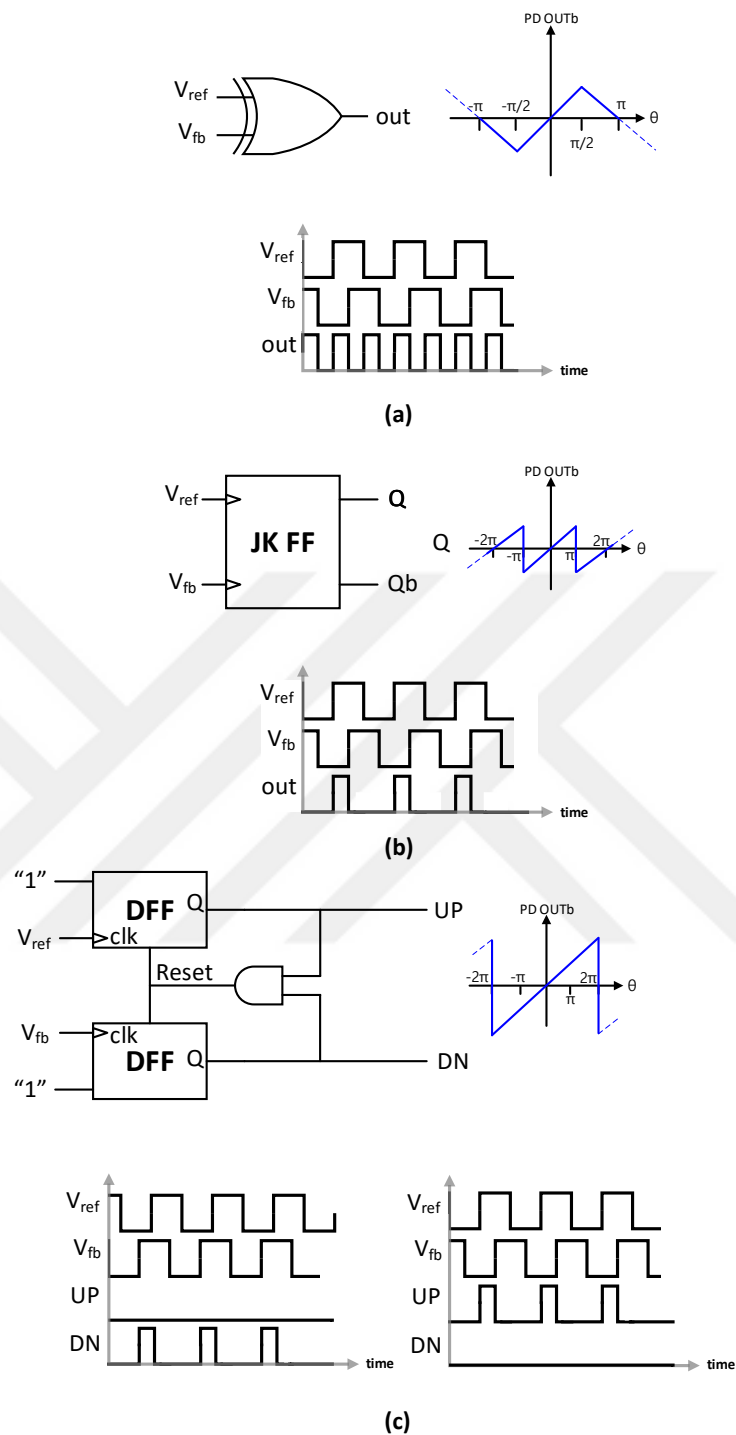 PD OUTb
V_ref
V_fb
out
-π -π/2 π θ
π/2
V_ref
V_fb
out
time
(a)
PD OUTb
V_ref
Q
JK FF
Q
-2π -π π 2π θ
V_fb
Qb
V_ref
V_fb
out
time
(b)
"1"
DFF Q
UP
V_ref
clk
PD OUTb
Reset
-2π -π π 2π θ
V_fb
clk
DFF Q
DN
"1"
V_ref
V_fb
UP
DN
time
V_ref
V_fb
UP
DN
time
(c)